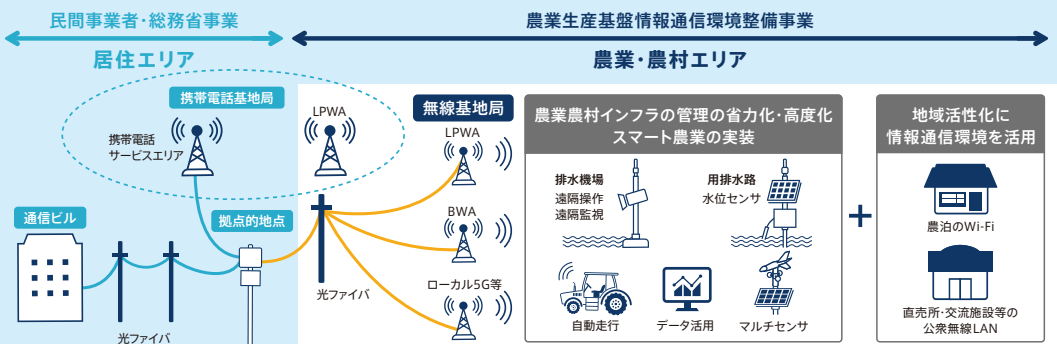 民間事業者・総務省事業
農業生産基盤情報通信環境整備事業
居住エリア
農業・農村エリア
携帯電話基地局
携帯電話
サービスエリア
LPWA
無線基地局
LPWA
BWA
ローカル5G等
通信ビル
拠点的地点
光ファイバ
光ファイバ
農業農村インフラの管理の省力化・高度化
スマート農業の実装
排水機場
遠隔操作
遠隔監視
用排水路
水位センサ
自動走行
データ活用
マルチセンサ
+
地域活性化に
情報通信環境を活用
農泊のWi-Fi
直売所・交流施設等の
公衆無線LAN